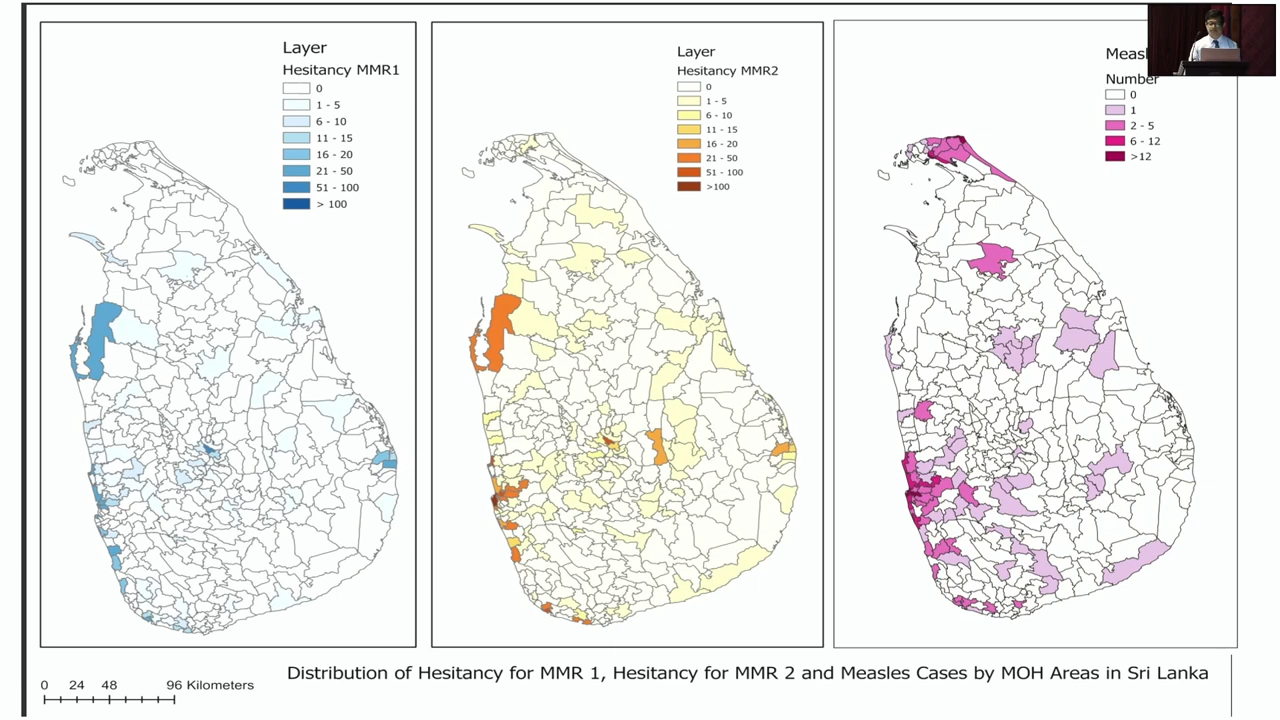 Layer
Hesitancy MMR1
0
1 - 5
6 - 10
11 - 15
16 - 20
21 - 50
51 - 100
> 100
Layer
Hesitancy MMR2
0
1 - 5
6 - 10
11 - 15
16 - 20
21 - 50
51 - 100
>100
Number
0
1
2 - 5
6 - 12
>12
Distribution of Hesitancy for MMR 1, Hesitancy for MMR 2 and Measles Cases by MOH Areas in Sri Lanka
0 24 48 96 Kilometers